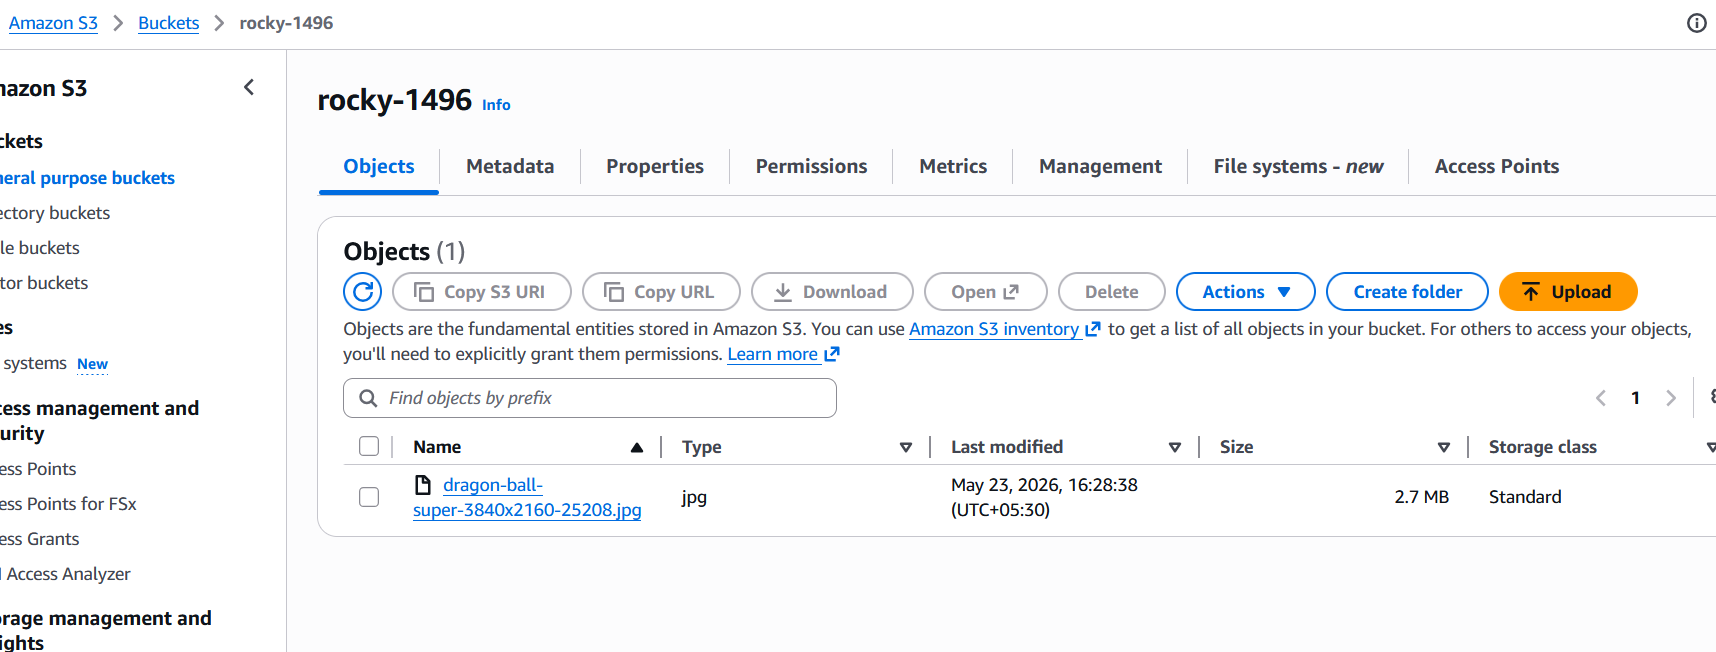 Amazon S3 > Buckets > rocky-1496
mazon S3
rocky-1496 Info
ckets
neral purpose buckets
ectory buckets
le buckets
tor buckets
es
systems New
cess management and
urity
ess Points
ess Points for FSx
ess Grants
Access Analyzer
orage management and
ights
Objects Metadata Properties Permissions Metrics Management File systems - new Access Points
Objects (1)
Copy S3 URI Copy URL Download Open Delete Actions Create folder Upload
Objects are the fundamental entities stored in Amazon S3. You can use Amazon S3 inventory to get a list of all objects in your bucket. For others to access your objects,
you'll need to explicitly grant them permissions. Learn more
Find objects by prefix
1
Name Type Last modified Size Storage class
dragon-ball-
super-3840x2160-25208.jpg
jpg
May 23, 2026, 16:28:38
(UTC+05:30)
2.7 MB
Standard